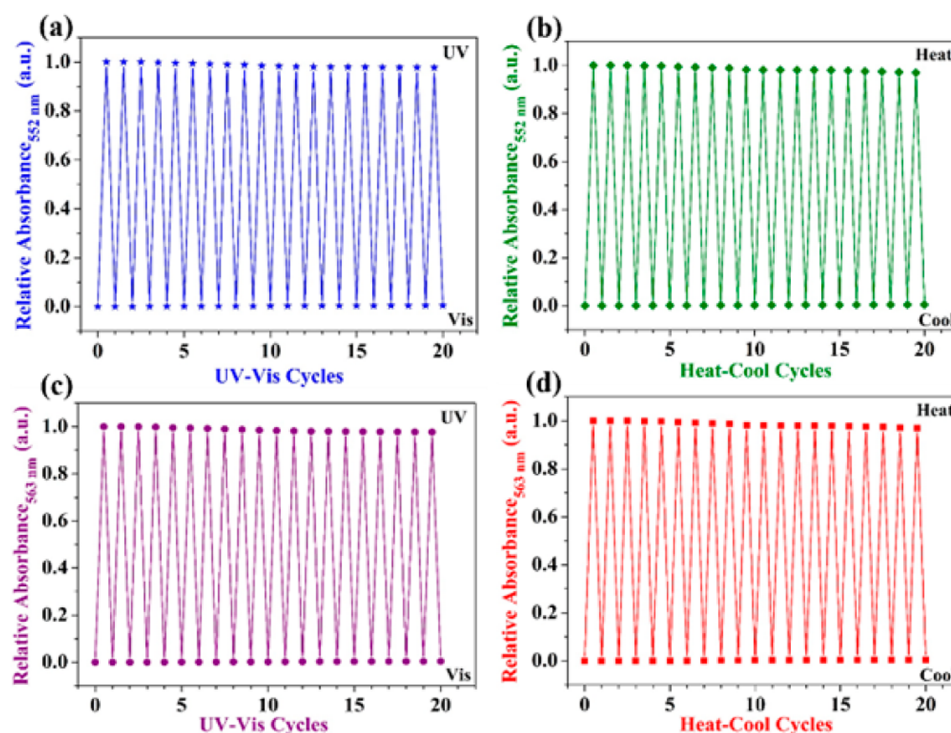 (a)
UV
Relative Absorbance552 nm (a.u.)
1.0
0.8
0.6
0.4
0.2
0.0
Vis
0 5 10 15 20
UV-Vis Cycles
(b)
Heat
Relative Absorbance552 nm (a.u.)
1.0
0.8
0.6
0.4
0.2
0.0
Cool
0 5 10 15 20
Heat-Cool Cycles
(c)
UV
Relative Absorbance563 nm (a.u.)
1.0
0.8
0.6
0.4
0.2
0.0
Vis
0 5 10 15 20
UV-Vis Cycles
(d)
Heat
Relative Absorbance563 nm (a.u.)
1.0
0.8
0.6
0.4
0.2
0.0
Cool
0 5 10 15 20
Heat-Cool Cycles